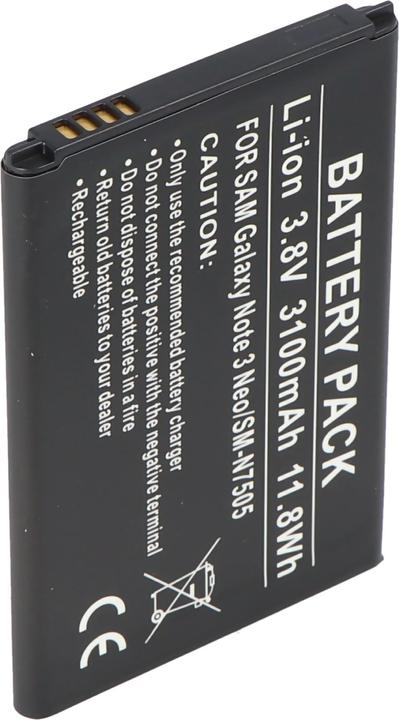 BATTERY PACK
Li-ion 3.8V 3100mAh 11.8Wh
FOR SAM Galaxy Note 3 Neo/SM-N7505
CAUTION:
•Only use the recommended battery charger
•Do not connect the positive with the negative terminal
•Do not dispose of batteries in a fire
•Return old batteries to your dealer
•Rechargeable
CE